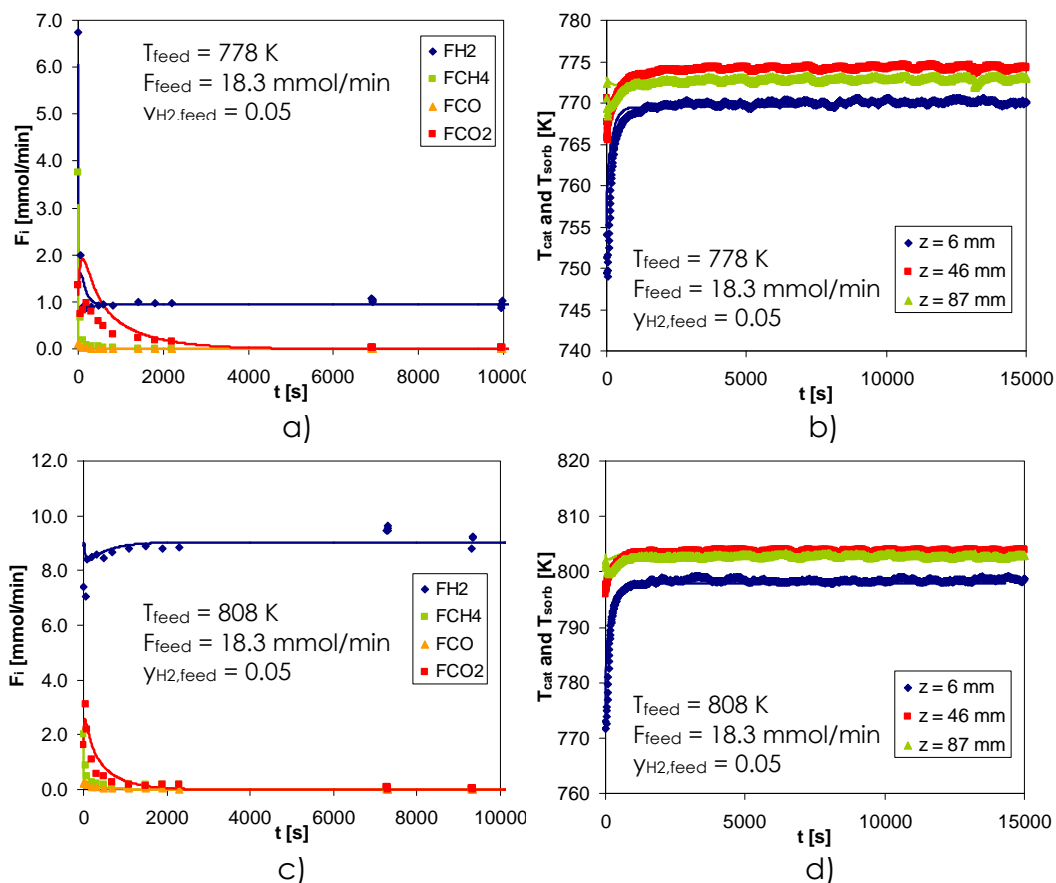 7.0
6.0
5.0
4.0
3.0
2.0
1.0
0.0
Fi [mmol/min]
Tfeed = 778 K
Ffeed = 18.3 mmol/min
yH2,feed = 0.05
FH2
FCH4
FCO
FCO2
0 2000 4000 6000 8000 10000
t [s]
a)
780
775
770
765
760
755
750
745
740
Tcat and Tsorb [K]
Tfeed = 778 K
Ffeed = 18.3 mmol/min
yH2,feed = 0.05
z = 6 mm
z = 46 mm
z = 87 mm
0 5000 10000 15000
t [s]
b)
12.0
10.0
8.0
6.0
4.0
2.0
0.0
Fi [mmol/min]
Tfeed = 808 K
Ffeed = 18.3 mmol/min
yH2,feed = 0.05
FH2
FCH4
FCO
FCO2
0 2000 4000 6000 8000 10000
t [s]
c)
820
810
800
790
780
770
760
Tcat and Tsorb [K]
Tfeed = 808 K
Ffeed = 18.3 mmol/min
yH2,feed = 0.05
z = 6 mm
z = 46 mm
z = 87 mm
0 5000 10000 15000
t [s]
d)